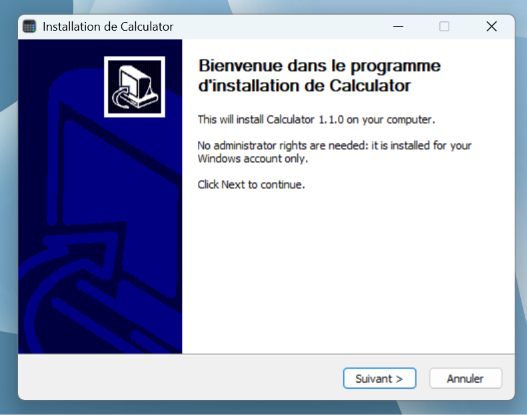 Installation de Calculator
Bienvenue dans le programme
d'installation de Calculator
This will install Calculator 1.1.0 on your computer.
No administrator rights are needed: it is installed for your
Windows account only.
Click Next to continue.
Suivant >
Annuler